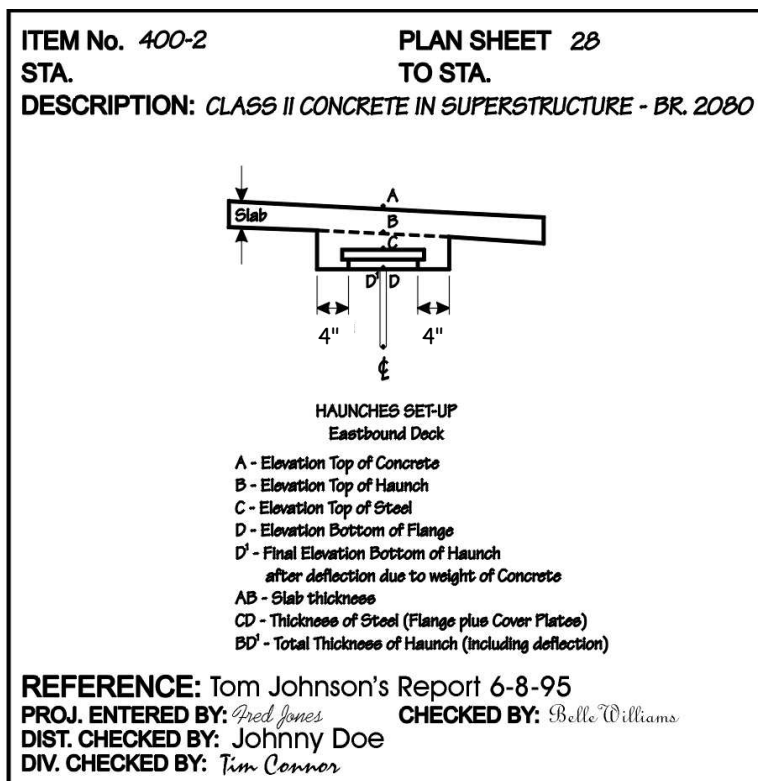 ITEM No. 400-2 PLAN SHEET 28
STA. TO STA.
DESCRIPTION: CLASS II CONCRETE IN SUPERSTRUCTURE - BR. 2080
A
Slab
B
C
D¹ D
4" 4"
℄
HAUNCHES SET-UP
Eastbound Deck
A - Elevation Top of Concrete
B - Elevation Top of Haunch
C - Elevation Top of Steel
D - Elevation Bottom of Flange
D¹ - Final Elevation Bottom of Haunch
after deflection due to weight of Concrete
AB - Slab thickness
CD - Thickness of Steel (Flange plus Cover Plates)
BD¹ - Total Thickness of Haunch (including deflection)
REFERENCE: Tom Johnson's Report 6-8-95
PROJ. ENTERED BY: Fred Jones CHECKED BY: Belle Williams
DIST. CHECKED BY: Johnny Doe
DIV. CHECKED BY: Tim Connor